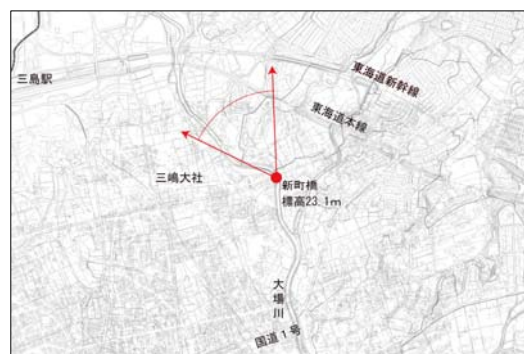 三島駅
東海道新幹線
東海道本線
三嶋大社
新町橋
標高23.1m
大場川
国道1号